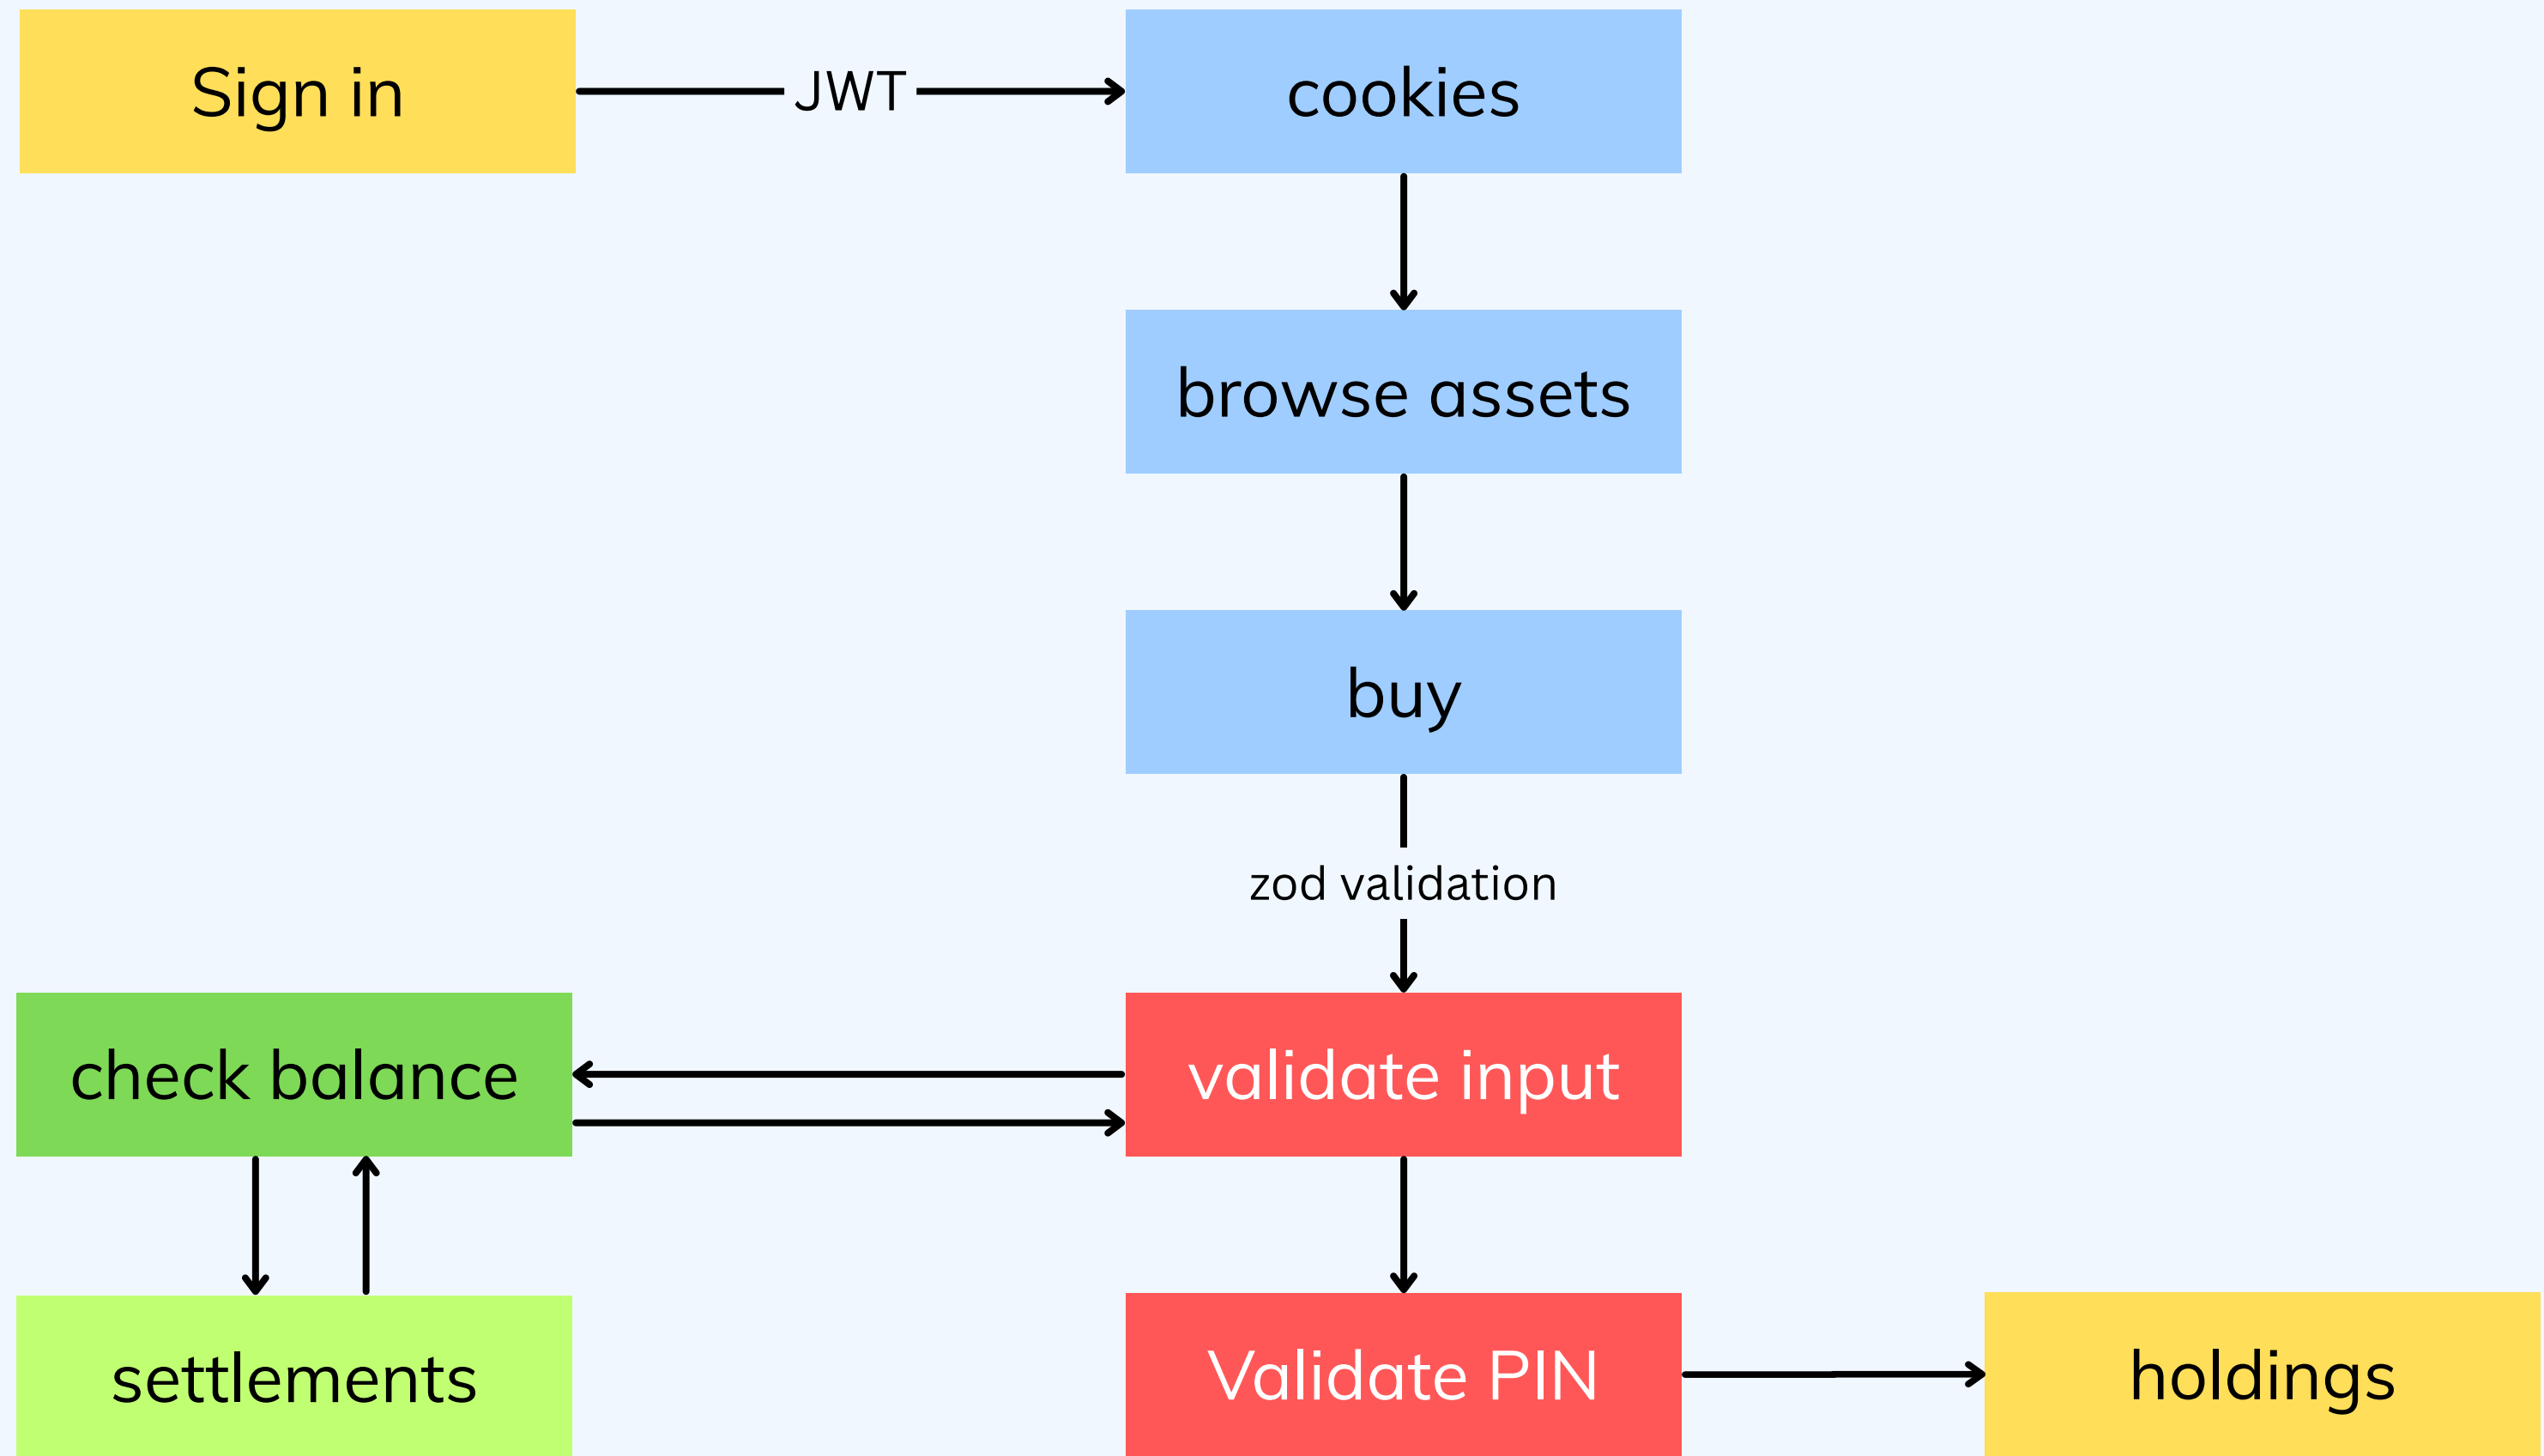 Sign in
JWT
cookies
browse assets
buy
zod validation
check balance
validate input
settlements
Validate PIN
holdings